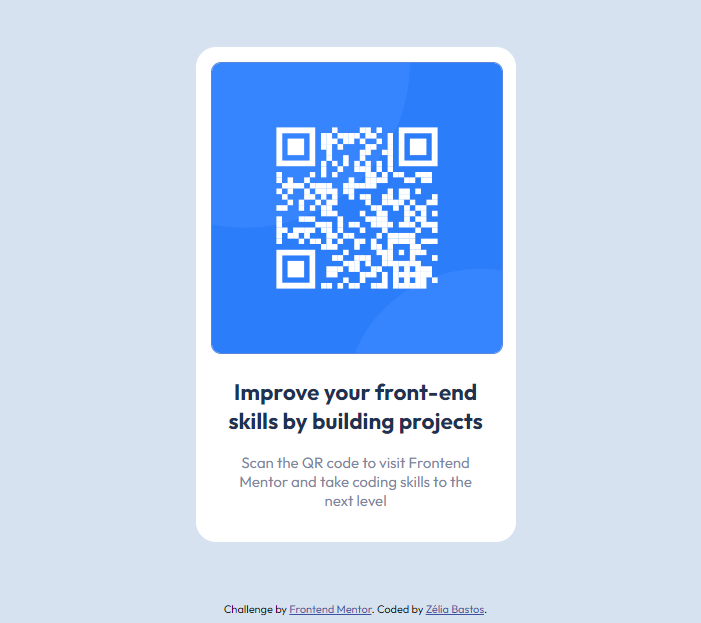 Improve your front-end
skills by building projects
Scan the QR code to visit Frontend
Mentor and take coding skills to the
next level
Challenge by Frontend Mentor. Coded by Zélia Bastos.